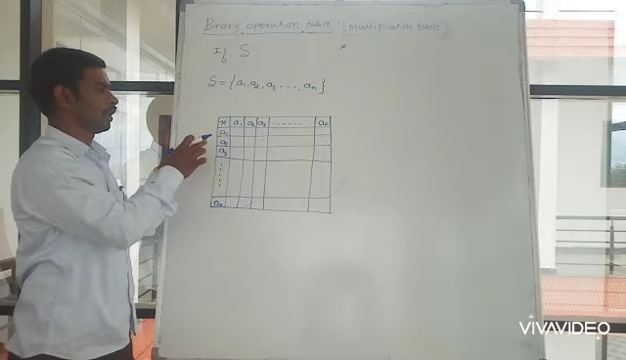 Binary operation table :- [Multiplication table]
If S
S = {a₁, a₂, a₃ ...., aₙ}
* a₁ a₂ a₃ ...... aₙ
a₁
a₂
a₃
aₙ
VIVAVIDEO